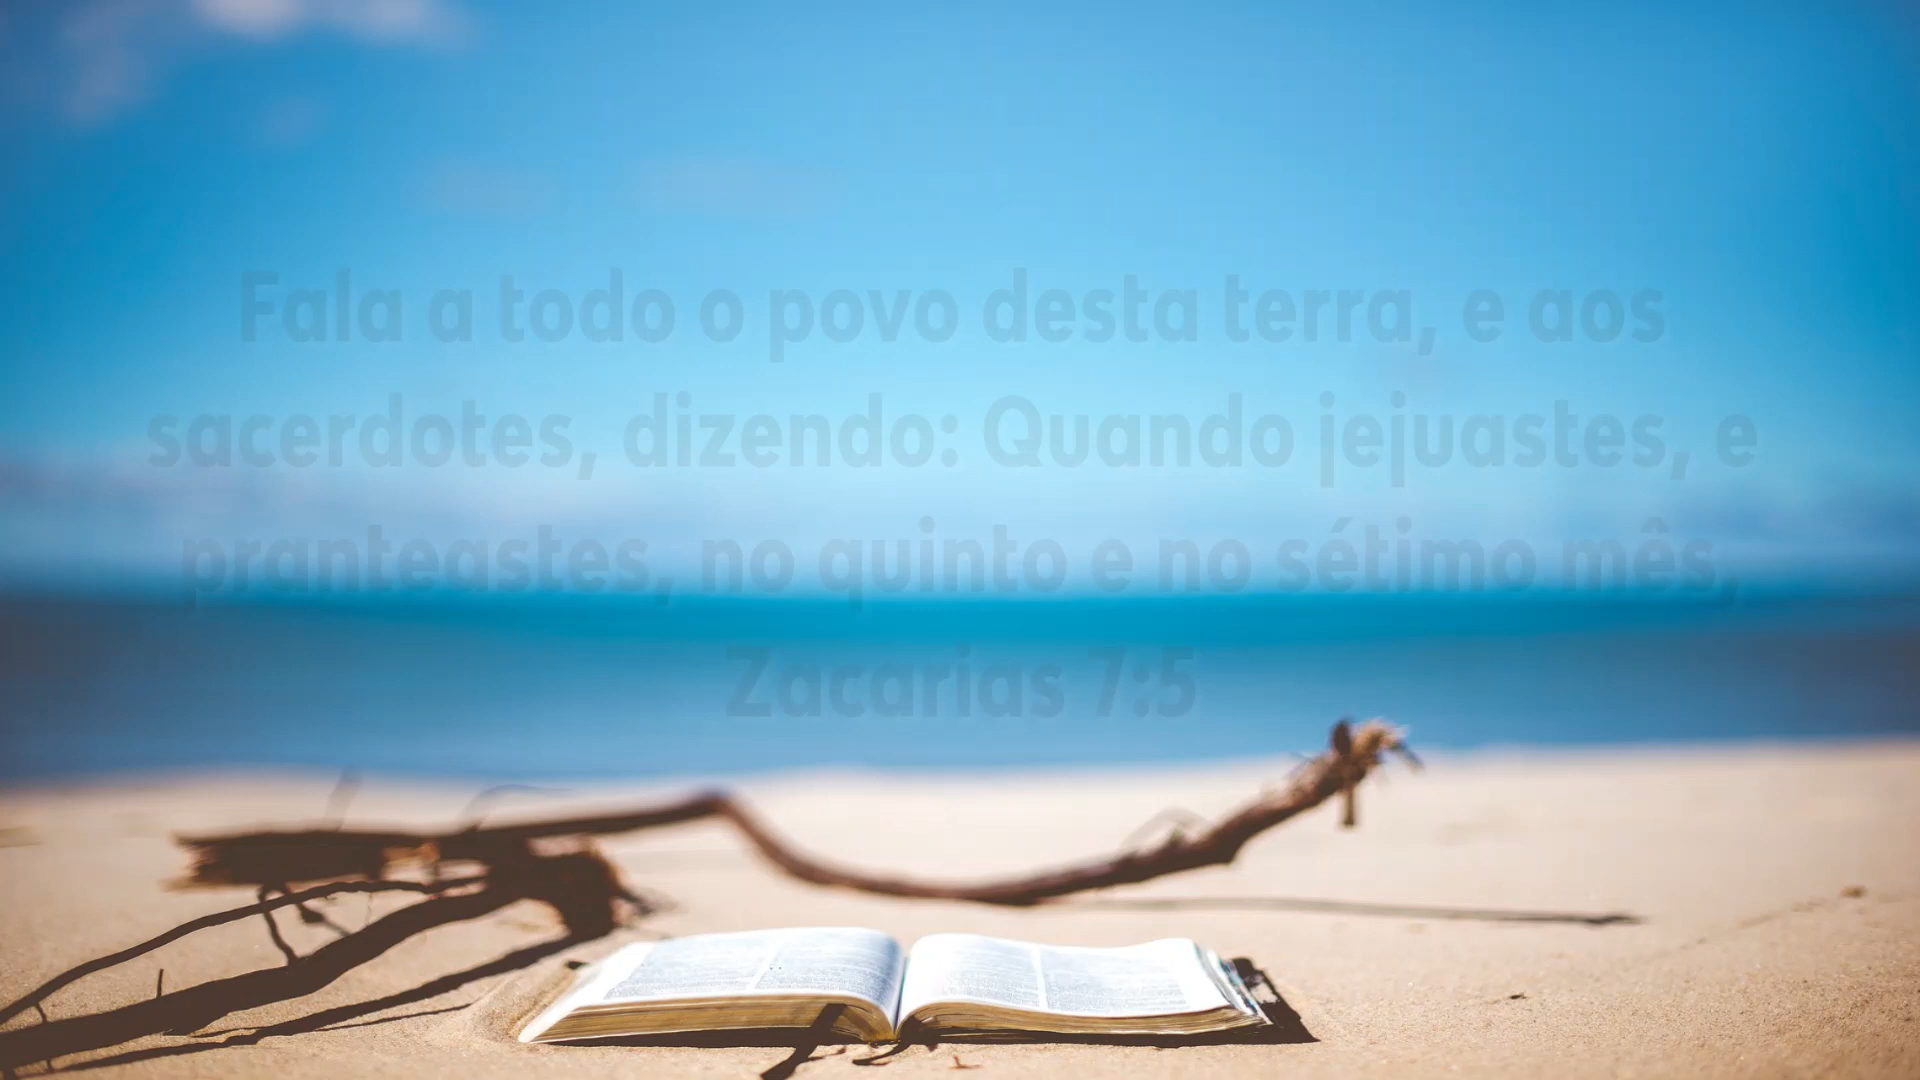 Fala a todo o povo desta terra, e aos
sacerdotes, dizendo: Quando jejuastes, e
pranteastes, no quinto e no sétimo mês,
Zacarias 7:5